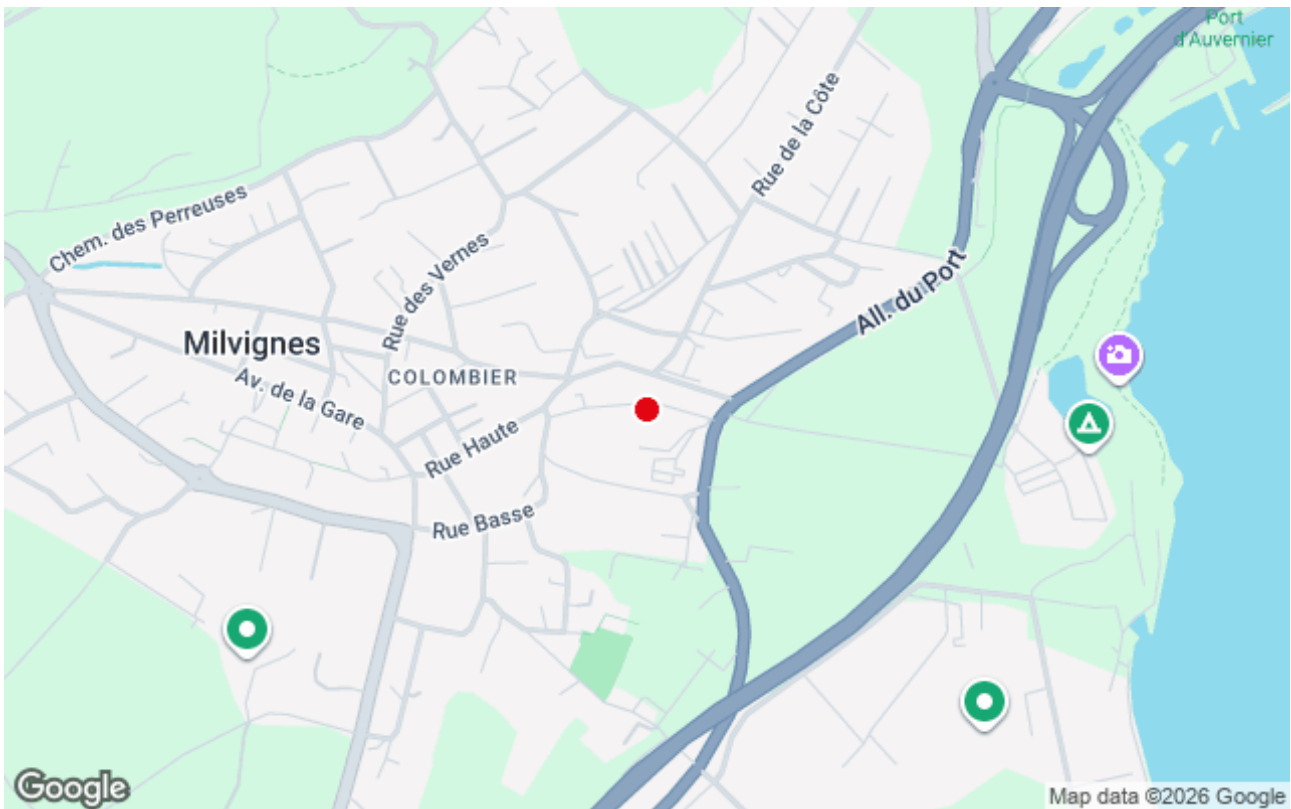 Port
d'Auvernier
Rue de la Côte
Chem. des Perreuses
Rue des Vernes
All. du Port
Milvignes
COLOMBIER
Av. de la Gare
Rue Haute
Rue Basse
Google
Map data ©2026 Google